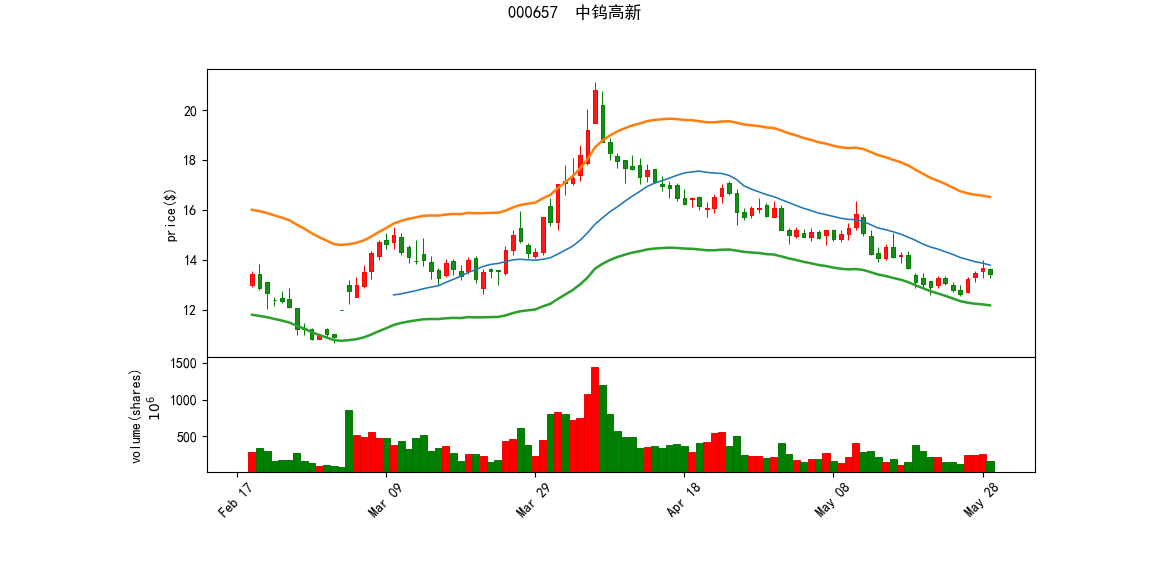 000657 中钨高新
price($)
20
18
16
14
12
volume(shares)
10^6
1500
1000
500
Feb 17
Mar 09
Mar 29
Apr 18
May 08
May 28